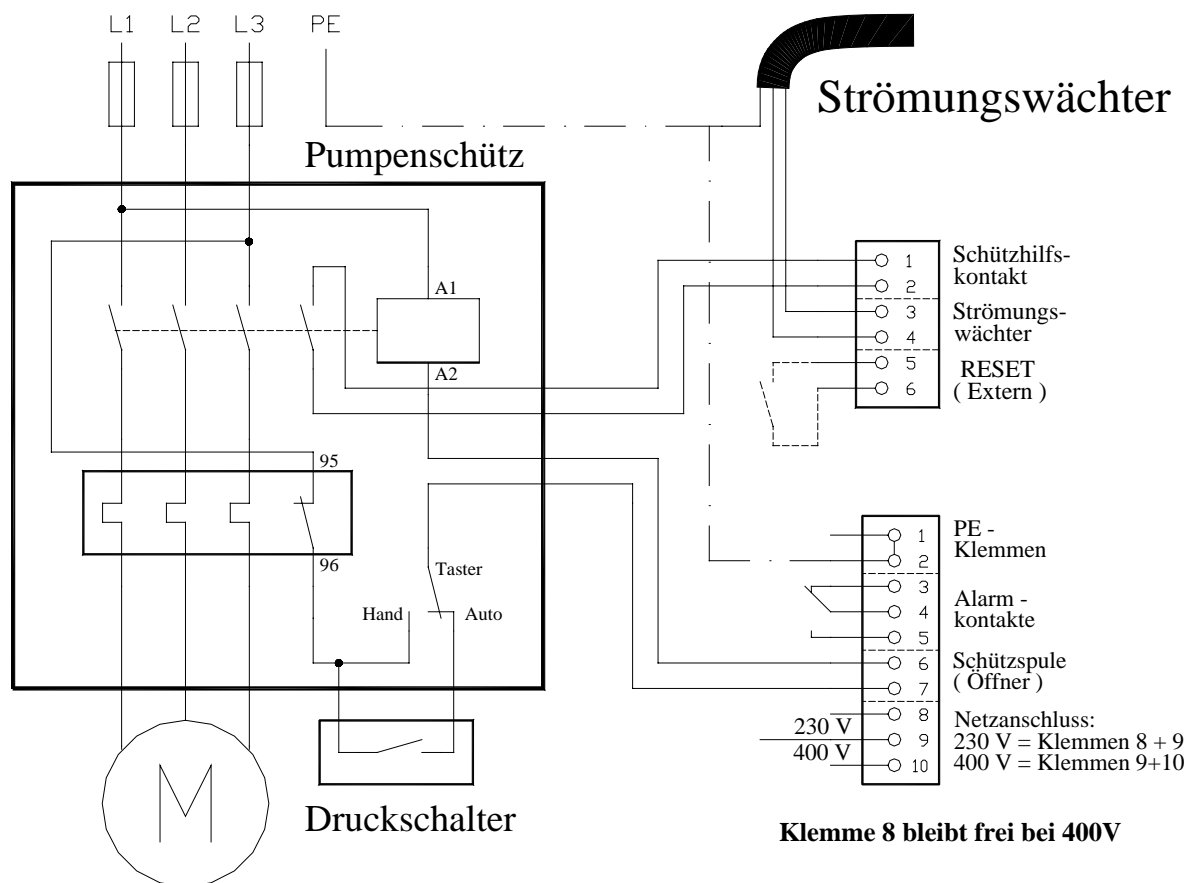 L1 L2 L3 PE
Strömungswächter
Pumpenschütz
A1
A2
95
96
Taster
Hand Auto
M
Druckschalter
1 Schützhilfs-
2 kontakt
3 Strömungs-
4 wächter
5 RESET
6 ( Extern )
1 PE -
2 Klemmen
3
4 Alarm -
5 kontakte
6 Schützspule
7 ( Öffner )
8 Netzanschluss:
230 V 9 230 V = Klemmen 8 + 9
400 V 10 400 V = Klemmen 9+10
Klemme 8 bleibt frei bei 400V